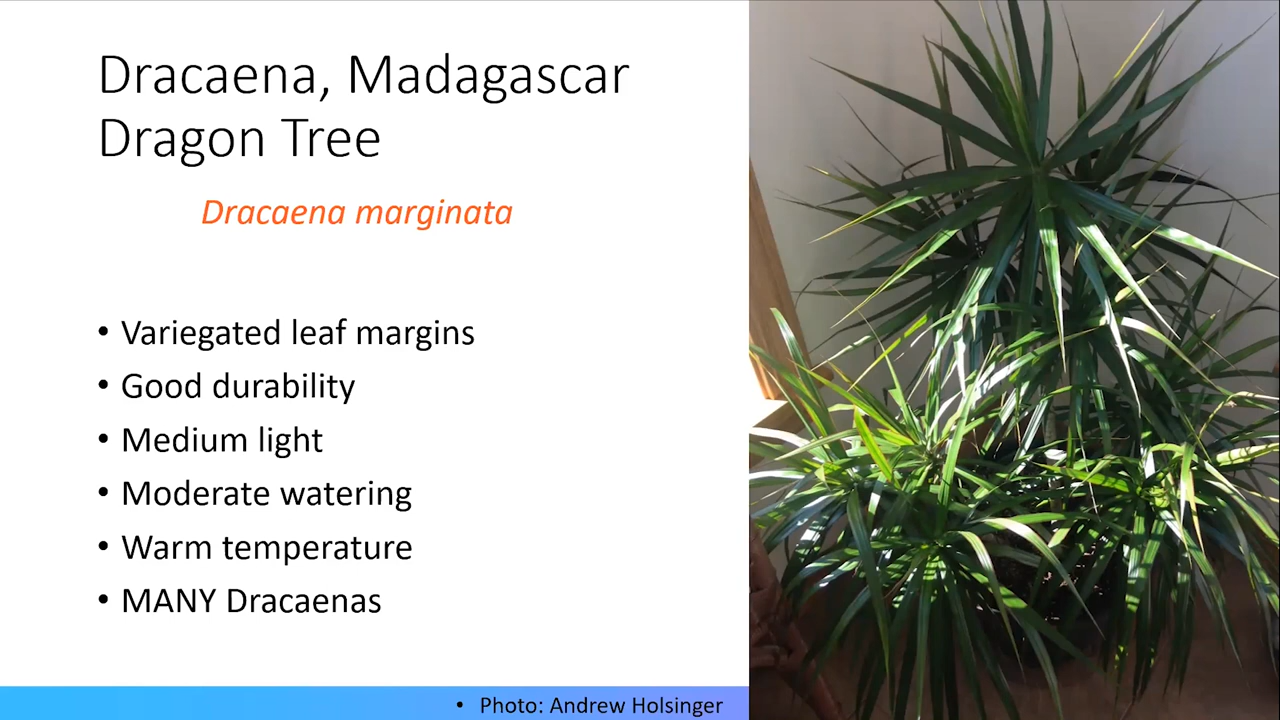 Dracaena, Madagascar
Dragon Tree
Dracaena marginata
• Variegated leaf margins
• Good durability
• Medium light
• Moderate watering
• Warm temperature
• MANY Dracaenas
• Photo: Andrew Holsinger